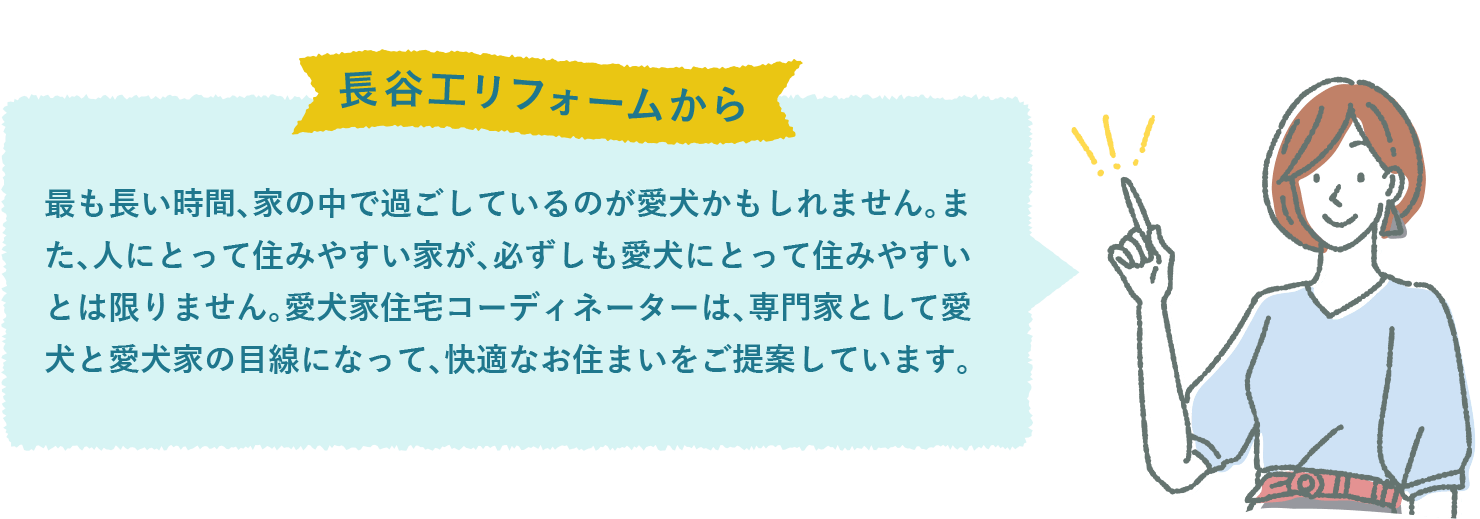 長谷工リフォームから
最も長い時間、家の中で過ごしているのが愛犬かもしれません。ま
た、人にとって住みやすい家が、必ずしも愛犬にとって住みやすい
とは限りません。愛犬家住宅コーディネーターは、専門家として愛
犬と愛犬家の目線になって、快適なお住まいをご提案しています。